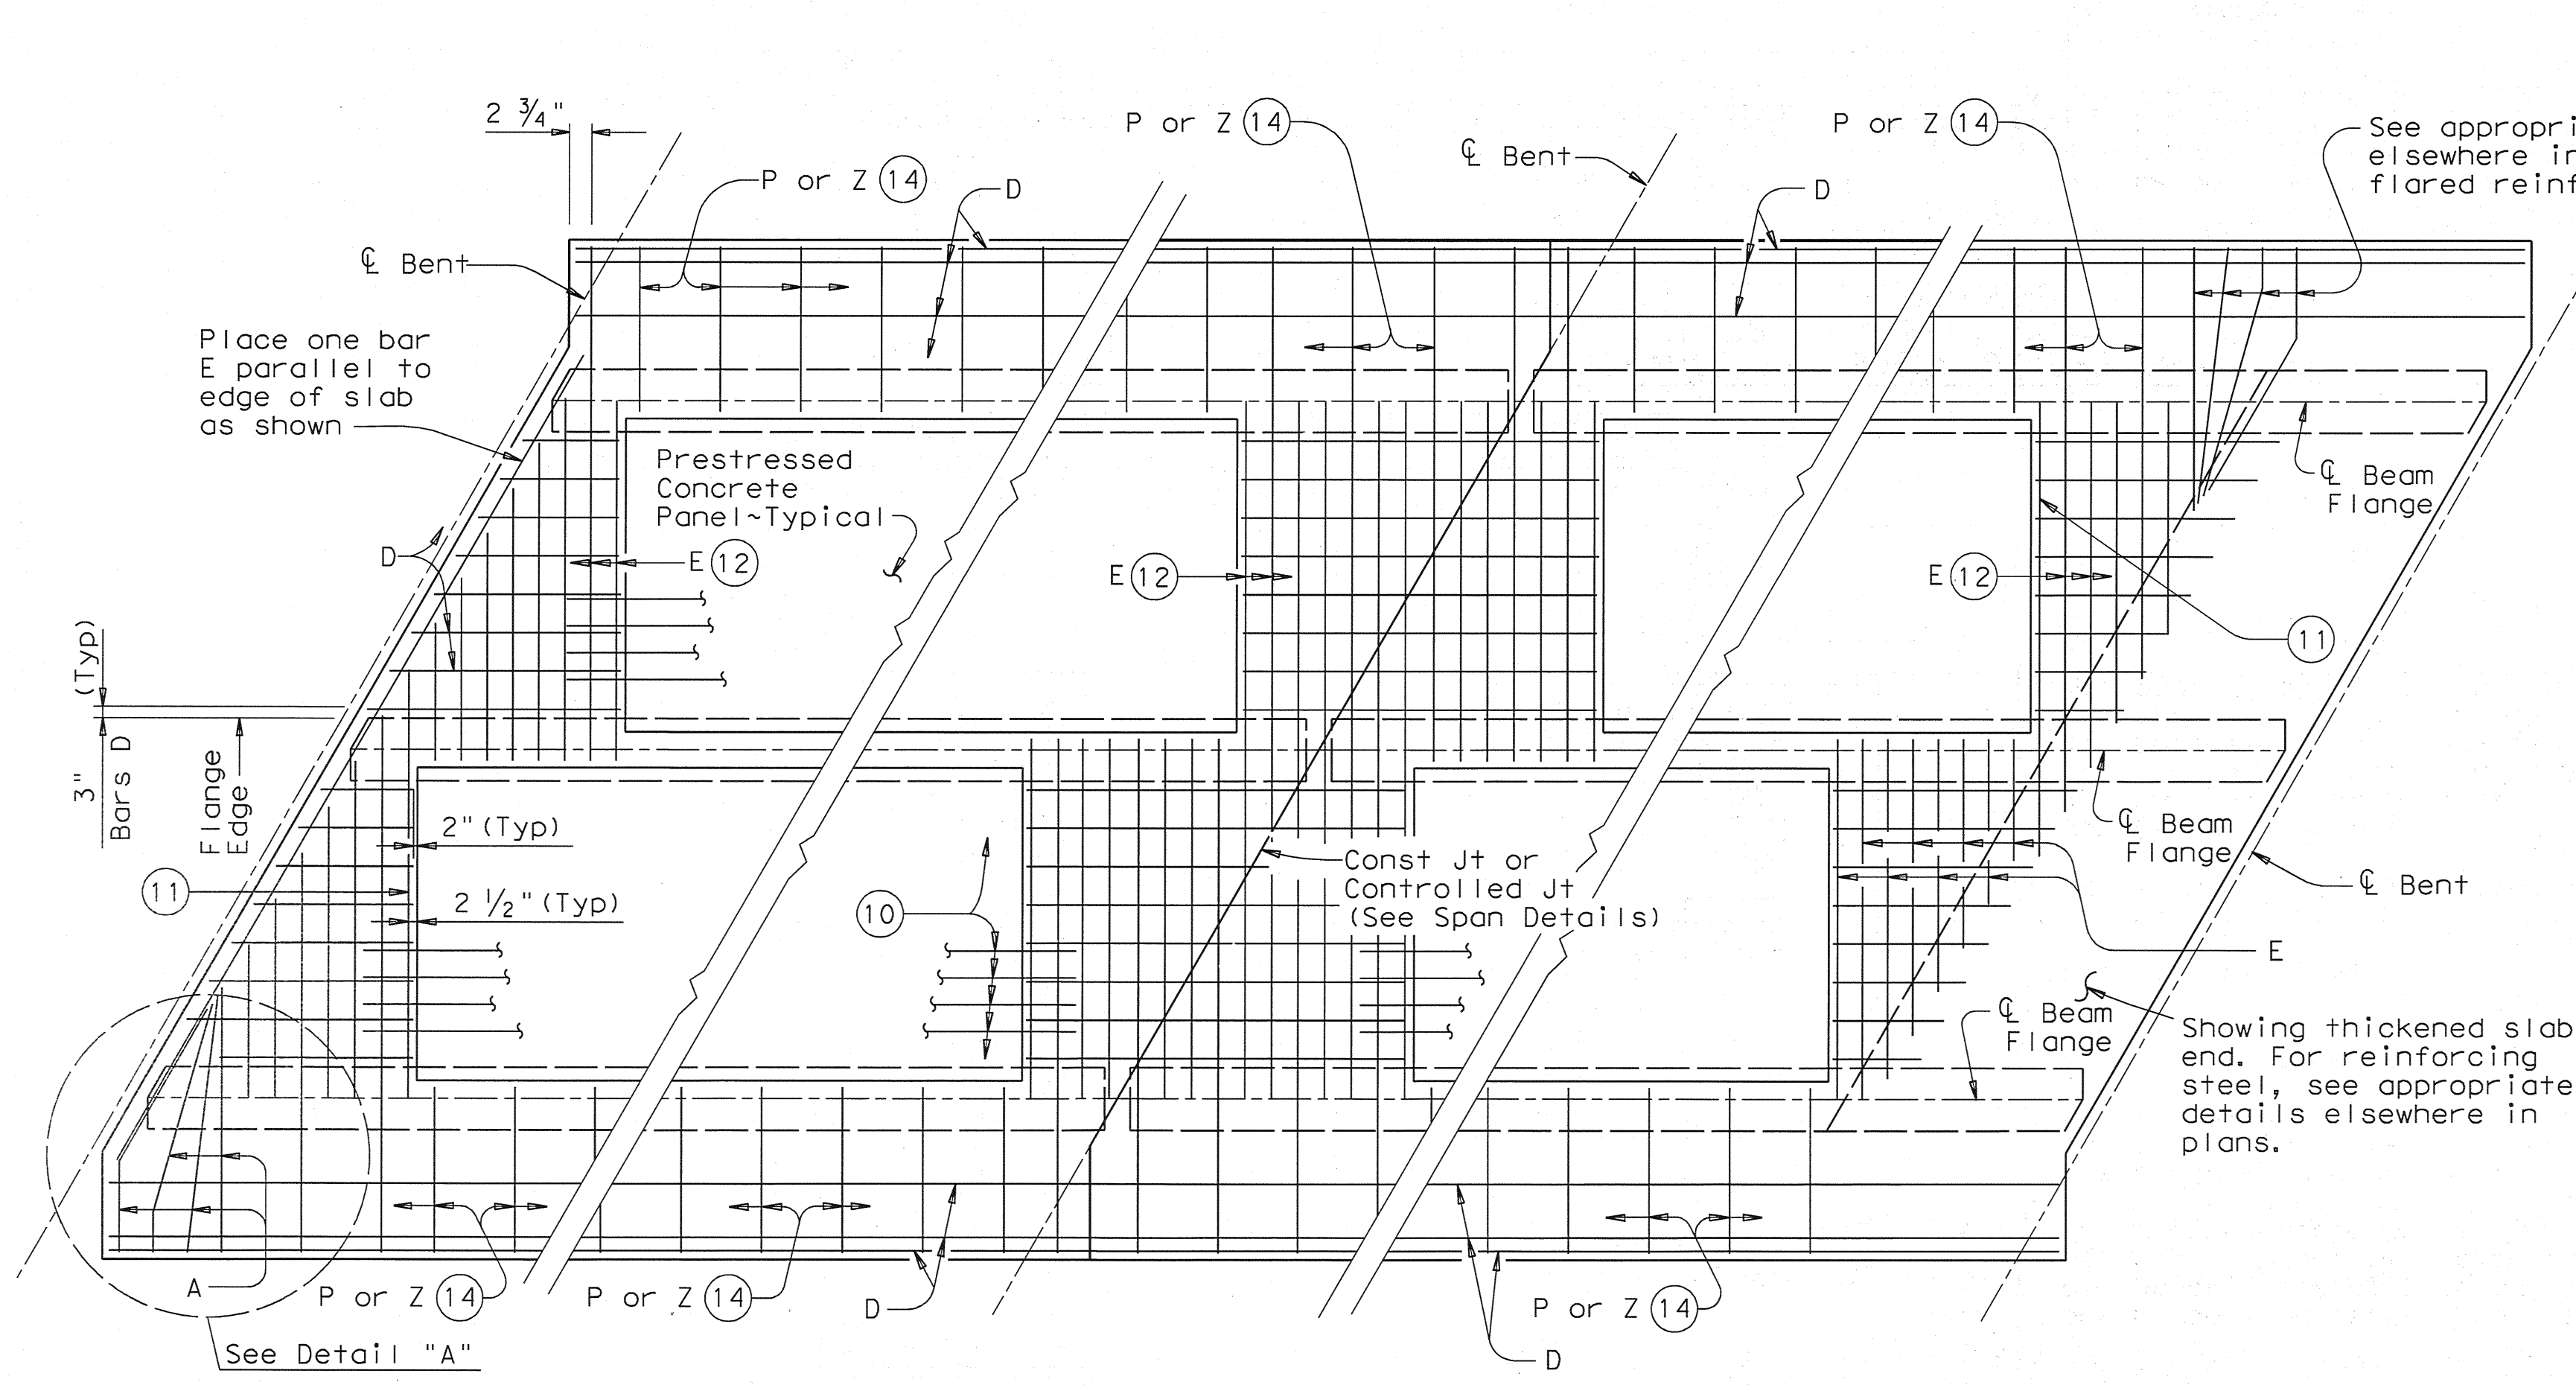 2 3/4"
P or Z 14
℄ Bent
P or Z 14
See appropri
elsewhere in
flared reinf
P or Z 14
D
D
℄ Bent
Place one bar
E parallel to
edge of slab
as shown
Prestressed
Concrete
Panel~Typical
℄ Beam
Flange
D
E 12
E 12
E 12
11
(Typ)
3"
Bars D
Flange
Edge
2" (Typ)
℄ Beam
Flange
Const Jt or
Controlled Jt
(See Span Details)
℄ Bent
11
2 1/2" (Typ)
10
E
℄ Beam
Flange
Showing thickened slab
end. For reinforcing
steel, see appropriate
details elsewhere in
plans.
A
P or Z 14
P or Z 14
D
P or Z 14
D
See Detail "A"